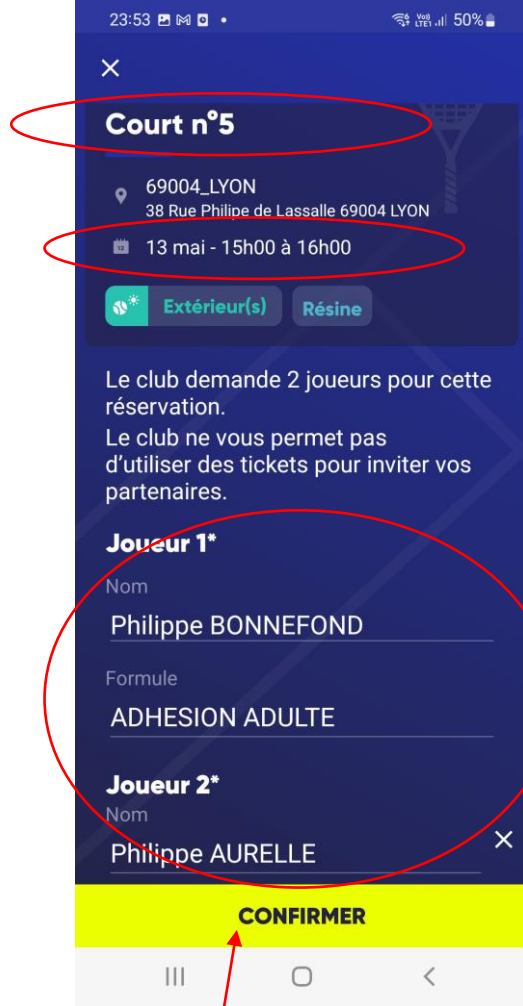 23:53
Vo) LTE1 50%
Court n°5
69004_LYON
38 Rue Philipe de Lassalle 69004 LYON
13 mai - 15h00 à 16h00
Extérieur(s) Résine
Le club demande 2 joueurs pour cette
réservation.
Le club ne vous permet pas
d'utiliser des tickets pour inviter vos
partenaires.
Joueur 1*
Nom
Philippe BONNEFOND
Formule
ADHESION ADULTE
Joueur 2*
Nom
Philippe AURELLE
CONFIRMER